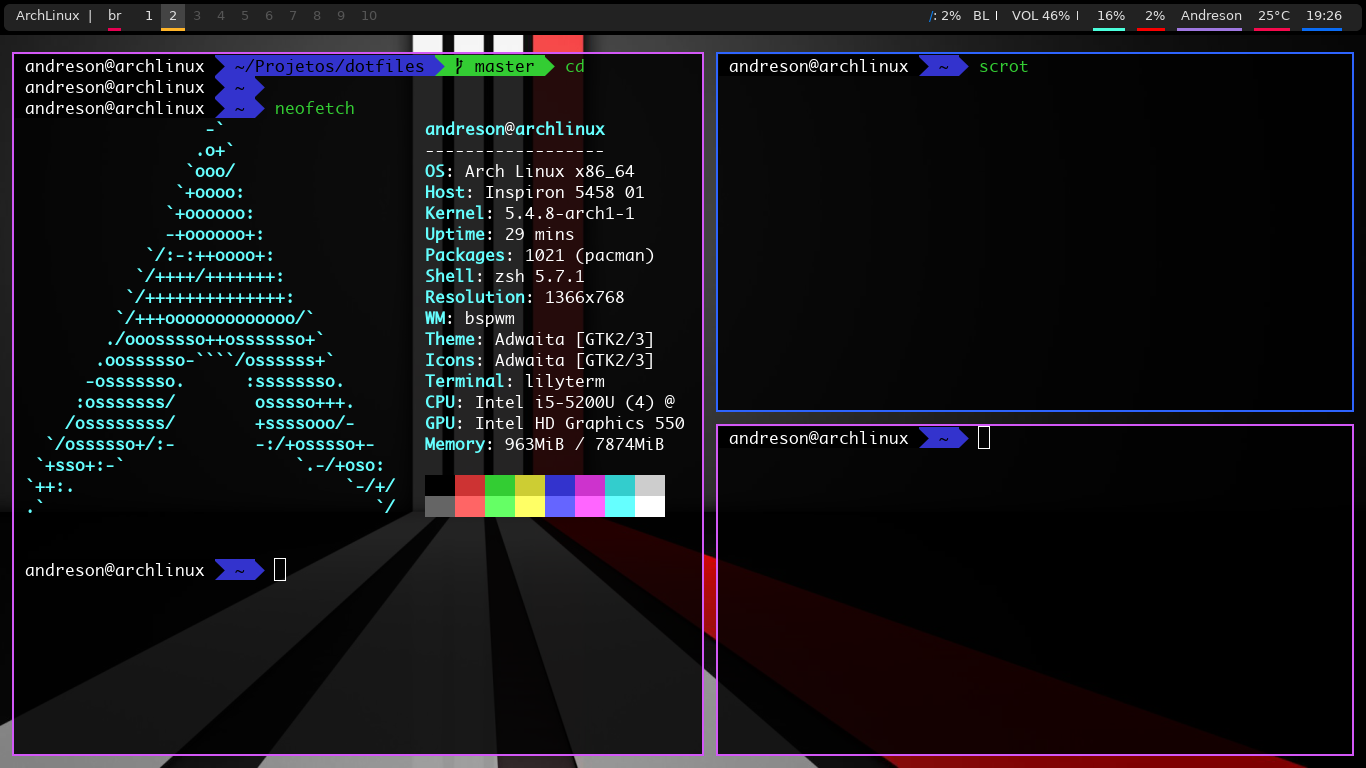 ArchLinux | br 1 2 3 4 5 6 7 8 9 10 /: 2% BL | VOL 46% | 16% 2% Andreson 25°C 19:26
andreson@archlinux ~/Projetos/dotfiles master cd
andreson@archlinux ~
andreson@archlinux ~ neofetch
-`
.o+`
`ooo/
`+oooo:
`+oooooo:
-+oooooo+:
`/:-:++oooo+:
`/++++/+++++++:
`/++++++++++++++:
`/+++ooooooooooooo/`
./ooosssso++osssssso+`
.oossssso-````/ossssss+`
-osssssso. :ssssssso.
:osssssss/ osssso+++.
/ossssssss/ +ssssooo/-
`/ossssso+/:- -:/+osssso+-
`+sso+:-` `.-/+oso:
`++:. `-/+/
.` `/
andreson@archlinux
------------------
OS: Arch Linux x86_64
Host: Inspiron 5458 01
Kernel: 5.4.8-arch1-1
Uptime: 29 mins
Packages: 1021 (pacman)
Shell: zsh 5.7.1
Resolution: 1366x768
WM: bspwm
Theme: Adwaita [GTK2/3]
Icons: Adwaita [GTK2/3]
Terminal: lilyterm
CPU: Intel i5-5200U (4) @
GPU: Intel HD Graphics 550
Memory: 963MiB / 7874MiB
andreson@archlinux ~
andreson@archlinux ~ scrot
andreson@archlinux ~